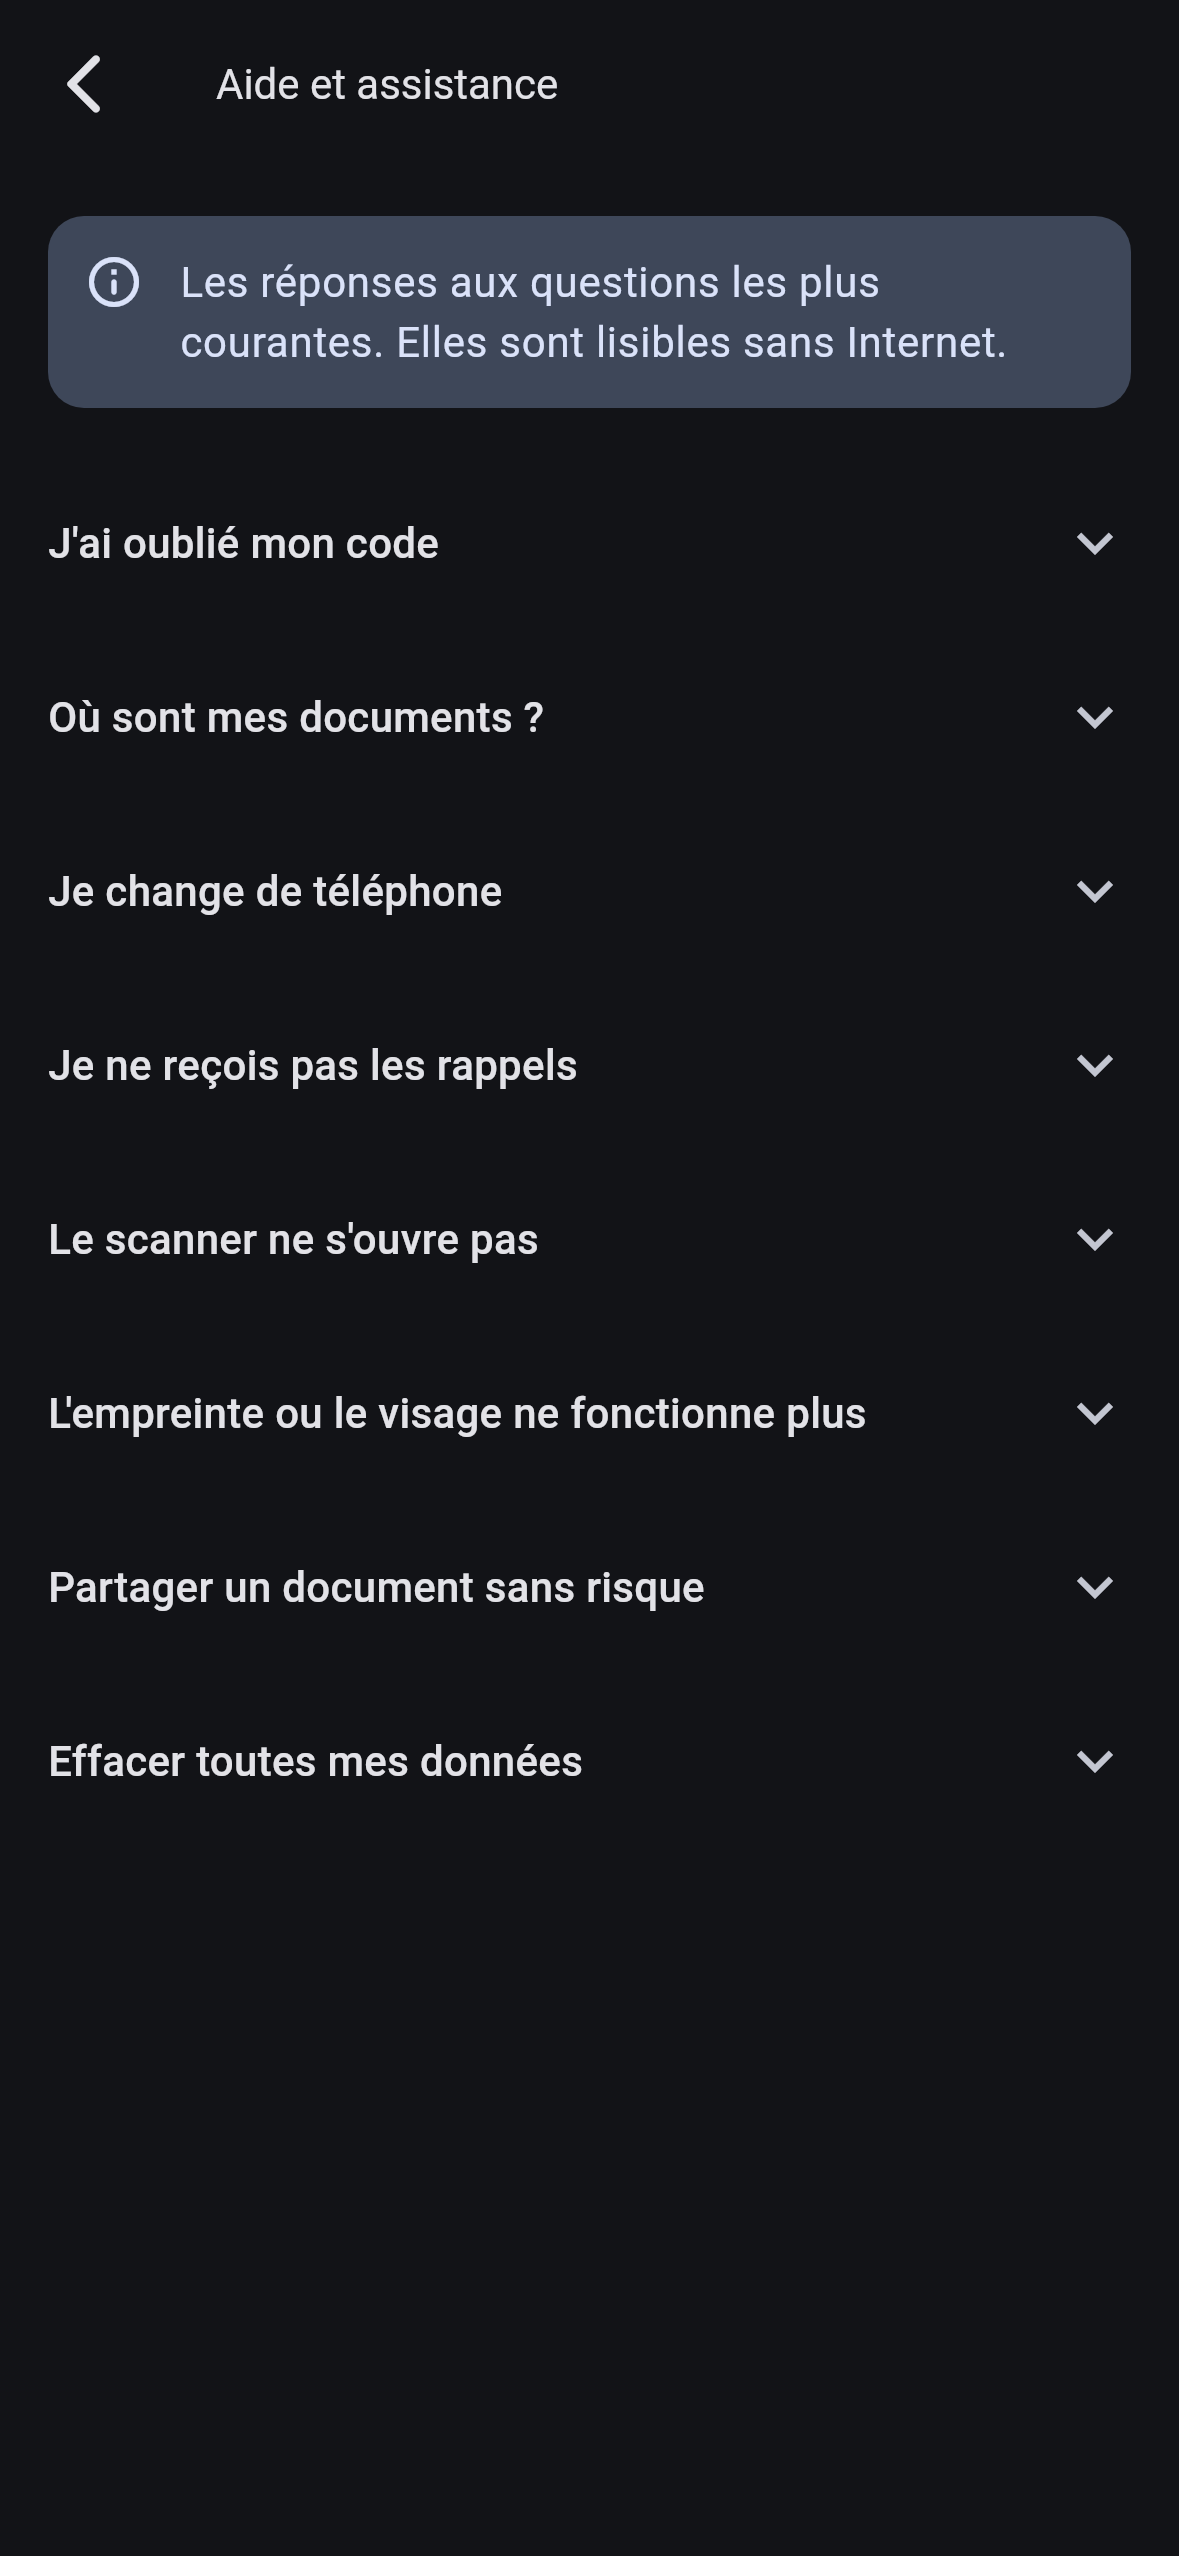 Aide et assistance
Les réponses aux questions les plus
courantes. Elles sont lisibles sans Internet.
J'ai oublié mon code
Où sont mes documents ?
Je change de téléphone
Je ne reçois pas les rappels
Le scanner ne s'ouvre pas
L'empreinte ou le visage ne fonctionne plus
Partager un document sans risque
Effacer toutes mes données